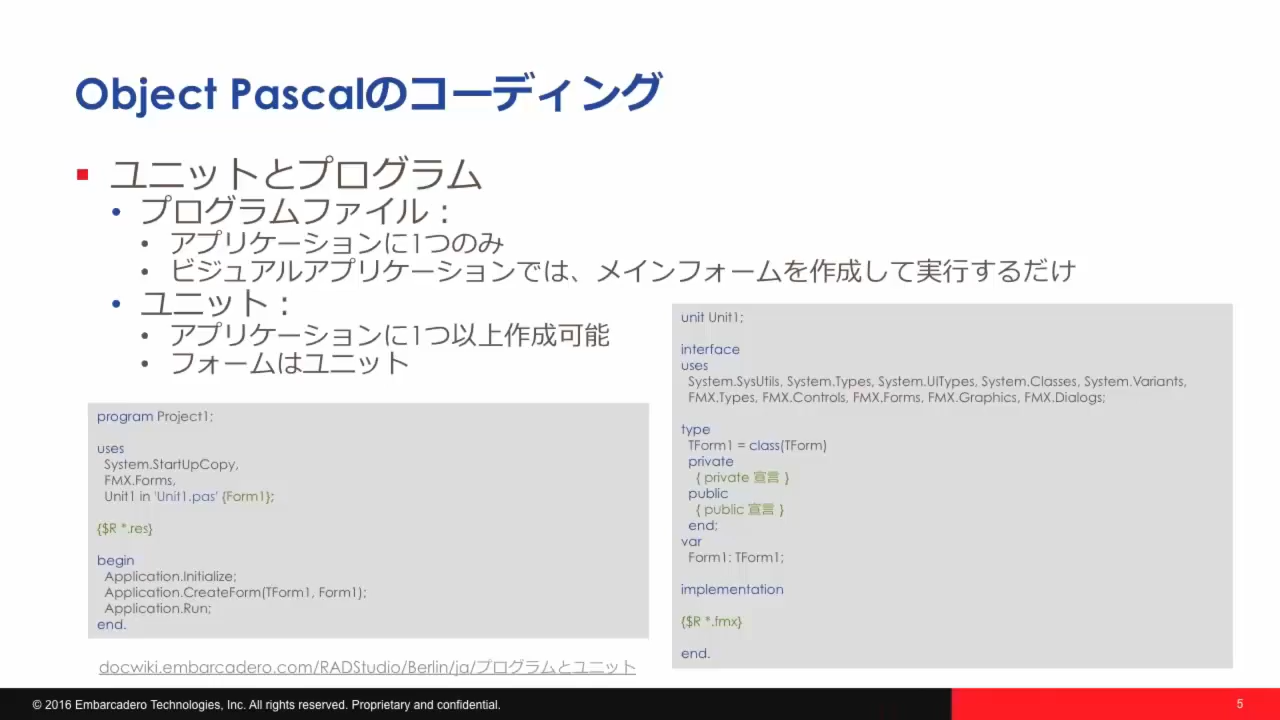 Object Pascalのコーディング
ユニットとプログラム
プログラムファイル：
アプリケーションに1つのみ
ビジュアルアプリケーションでは、メインフォームを作成して実行するだけ
ユニット：
アプリケーションに1つ以上作成可能
フォームはユニット
program Project1;
uses
System.StartUpCopy,
FMX.Forms,
Unit1 in 'Unit1.pas' {Form1};
{$R *.res}
begin
Application.Initialize;
Application.CreateForm(TForm1, Form1);
Application.Run;
end.
unit Unit1;
interface
uses
System.SysUtils, System.Types, System.UITypes, System.Classes, System.Variants,
FMX.Types, FMX.Controls, FMX.Forms, FMX.Graphics, FMX.Dialogs;
type
TForm1 = class(TForm)
private
{ private 宣言 }
public
{ public 宣言 }
end;
var
Form1: TForm1;
implementation
{$R *.fmx}
end.
docwiki.embarcadero.com/RADStudio/Berlin/ja/プログラムとユニット
© 2016 Embarcadero Technologies, Inc. All rights reserved. Proprietary and confidential.
5